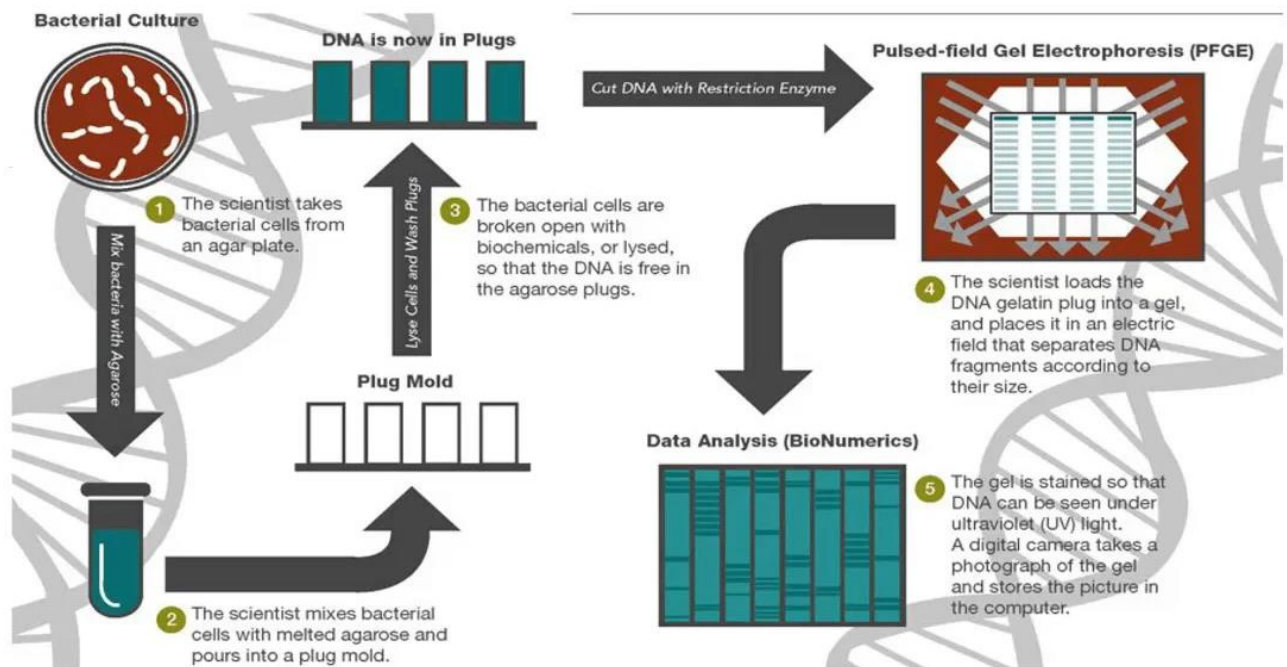 Bacterial Culture
1 The scientist takes
bacterial cells from
an agar plate.
Mix bacteria with Agarose
2 The scientist mixes bacterial
cells with melted agarose and
pours into a plug mold.
Plug Mold
Lyse Cells and Wash Plugs
3 The bacterial cells are
broken open with
biochemicals, or lysed,
so that the DNA is free in
the agarose plugs.
DNA is now in Plugs
Cut DNA with Restriction Enzyme
Pulsed-field Gel Electrophoresis (PFGE)
4 The scientist loads the
DNA gelatin plug into a gel,
and places it in an electric
field that separates DNA
fragments according to
their size.
Data Analysis (BioNumerics)
5 The gel is stained so that
DNA can be seen under
ultraviolet (UV) light.
A digital camera takes a
photograph of the gel
and stores the picture in
the computer.